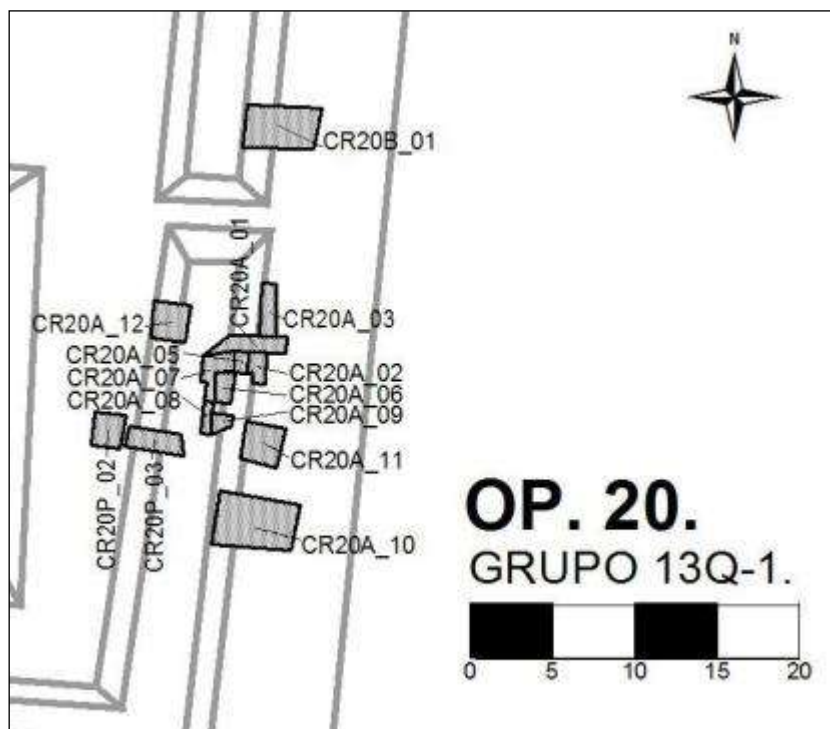 N
CR20B_01
CR20A_01
CR20A_03
CR20A_12
CR20A_05
CR20A_02
CR20A_07
CR20A_06
CR20A_08
CR20A_09
CR20A_11
CR20P_02
CR20P_03
CR20A_10
OP. 20.
GRUPO 13Q-1.
0 5 10 15 20